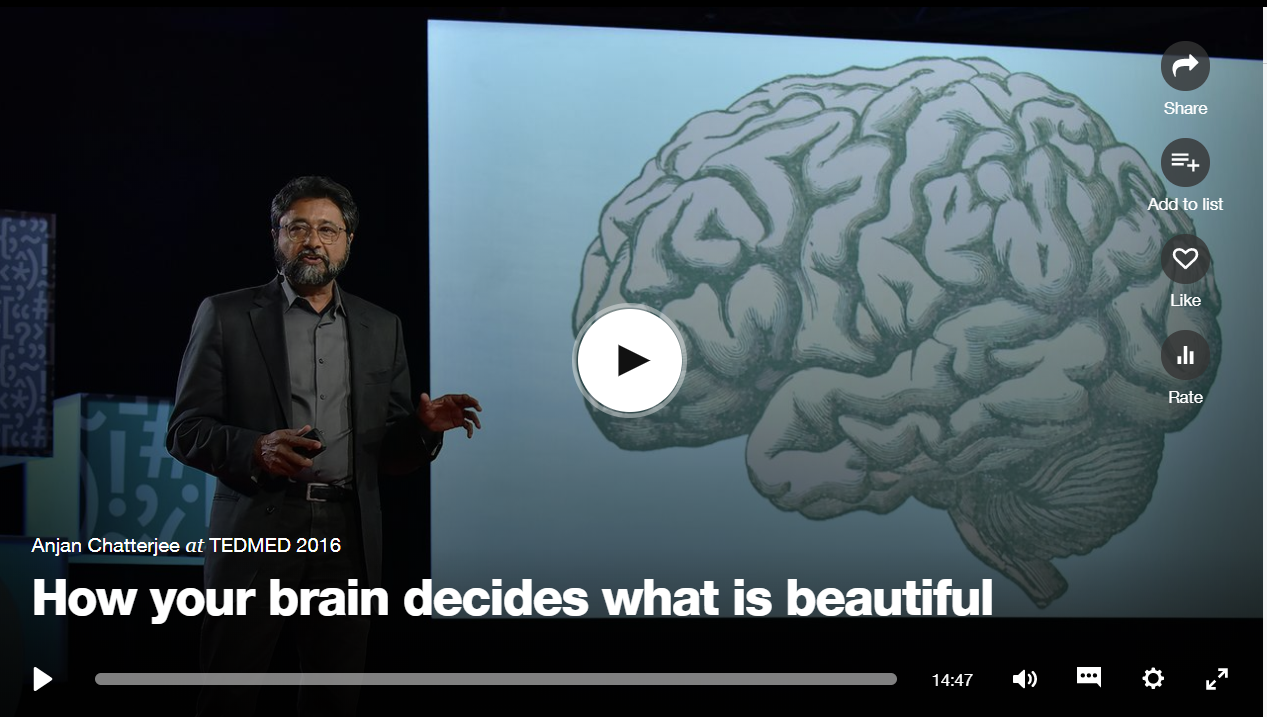 Share
Add to list
Like
Rate
Anjan Chatterjee at TEDMED 2016
How your brain decides what is beautiful
14:47